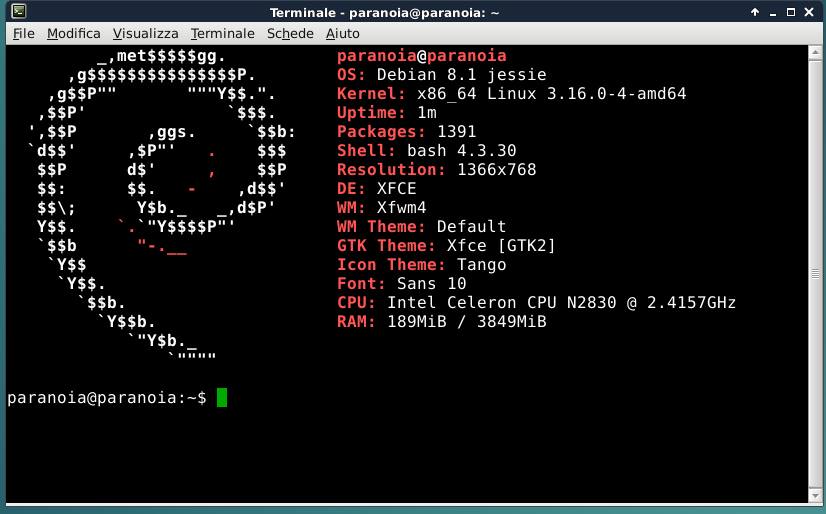 Terminale - paranoia@paranoia: ~
File Modifica Visualizza Terminale Schede Aiuto
         _,met$$$$$gg.           paranoia@paranoia
      ,g$$$$$$$$$$$$$$$P.        OS: Debian 8.1 jessie
    ,g$$P""       """Y$$.".      Kernel: x86_64 Linux 3.16.0-4-amd64
   ,$$P'              `$$$.      Uptime: 1m
  ',$$P       ,ggs.     `$$b:    Packages: 1391
  `d$$'     ,$P"'   .    $$$     Shell: bash 4.3.30
   $$P      d$'     ,    $$P     Resolution: 1366x768
   $$:      $$.   -    ,d$$'     DE: XFCE
   $$\;      Y$b._   _,d$P'      WM: Xfwm4
   Y$$.    `.`"Y$$$$P"'          WM Theme: Default
   `$$b      "-.__               GTK Theme: Xfce [GTK2]
    `Y$$                         Icon Theme: Tango
     `Y$$.                       Font: Sans 10
       `$$b.                     CPU: Intel Celeron CPU N2830 @ 2.4157GHz
         `Y$$b.                  RAM: 189MiB / 3849MiB
            `"Y$b._
                `""""
paranoia@paranoia:~$